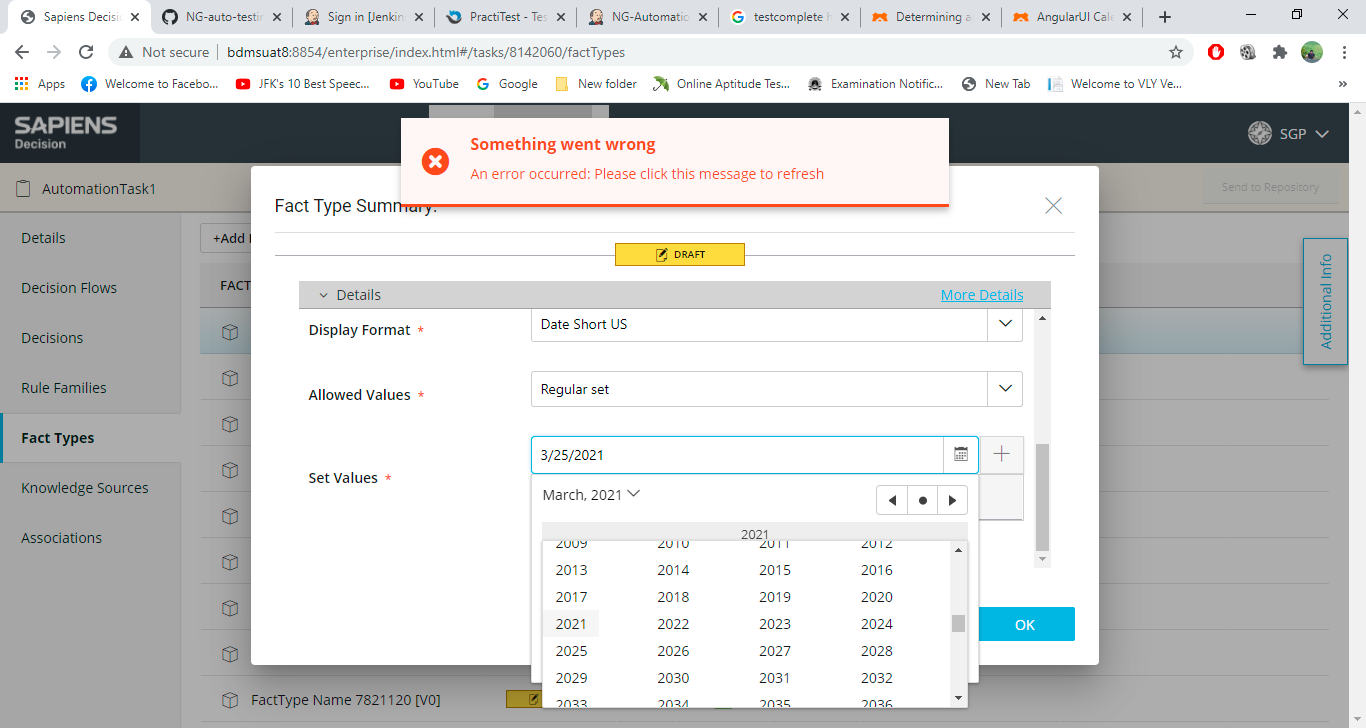 Sapiens Decisi
NG-auto-testin
Sign in [Jenkin
PractiTest - Tes
NG-Automatio
testcomplete h
Determining a
AngularUI Cale
Not secure
bdmsuat8:8854/enterprise/index.html#/tasks/8142060/factTypes
Apps
Welcome to Facebo...
JFK's 10 Best Speec...
YouTube
Google
New folder
Online Aptitude Tes...
Examination Notific...
New Tab
Welcome to VLY Ve...
»
SAPIENS
Decision
SGP
Something went wrong
An error occurred: Please click this message to refresh
AutomationTask1
Send to Repository
Fact Type Summary:
Details
Decision Flows
Decisions
Rule Families
Fact Types
Knowledge Sources
Associations
+Add
FACT
DRAFT
Details
More Details
Additional Info
Display Format *
Date Short US
Allowed Values *
Regular set
Set Values *
3/25/2021
March, 2021
2021
2009 2010 2011 2012
2013 2014 2015 2016
2017 2018 2019 2020
2021 2022 2023 2024
2025 2026 2027 2028
2029 2030 2031 2032
2033 2034 2035 2036
OK
FactType Name 7821120 [V0]